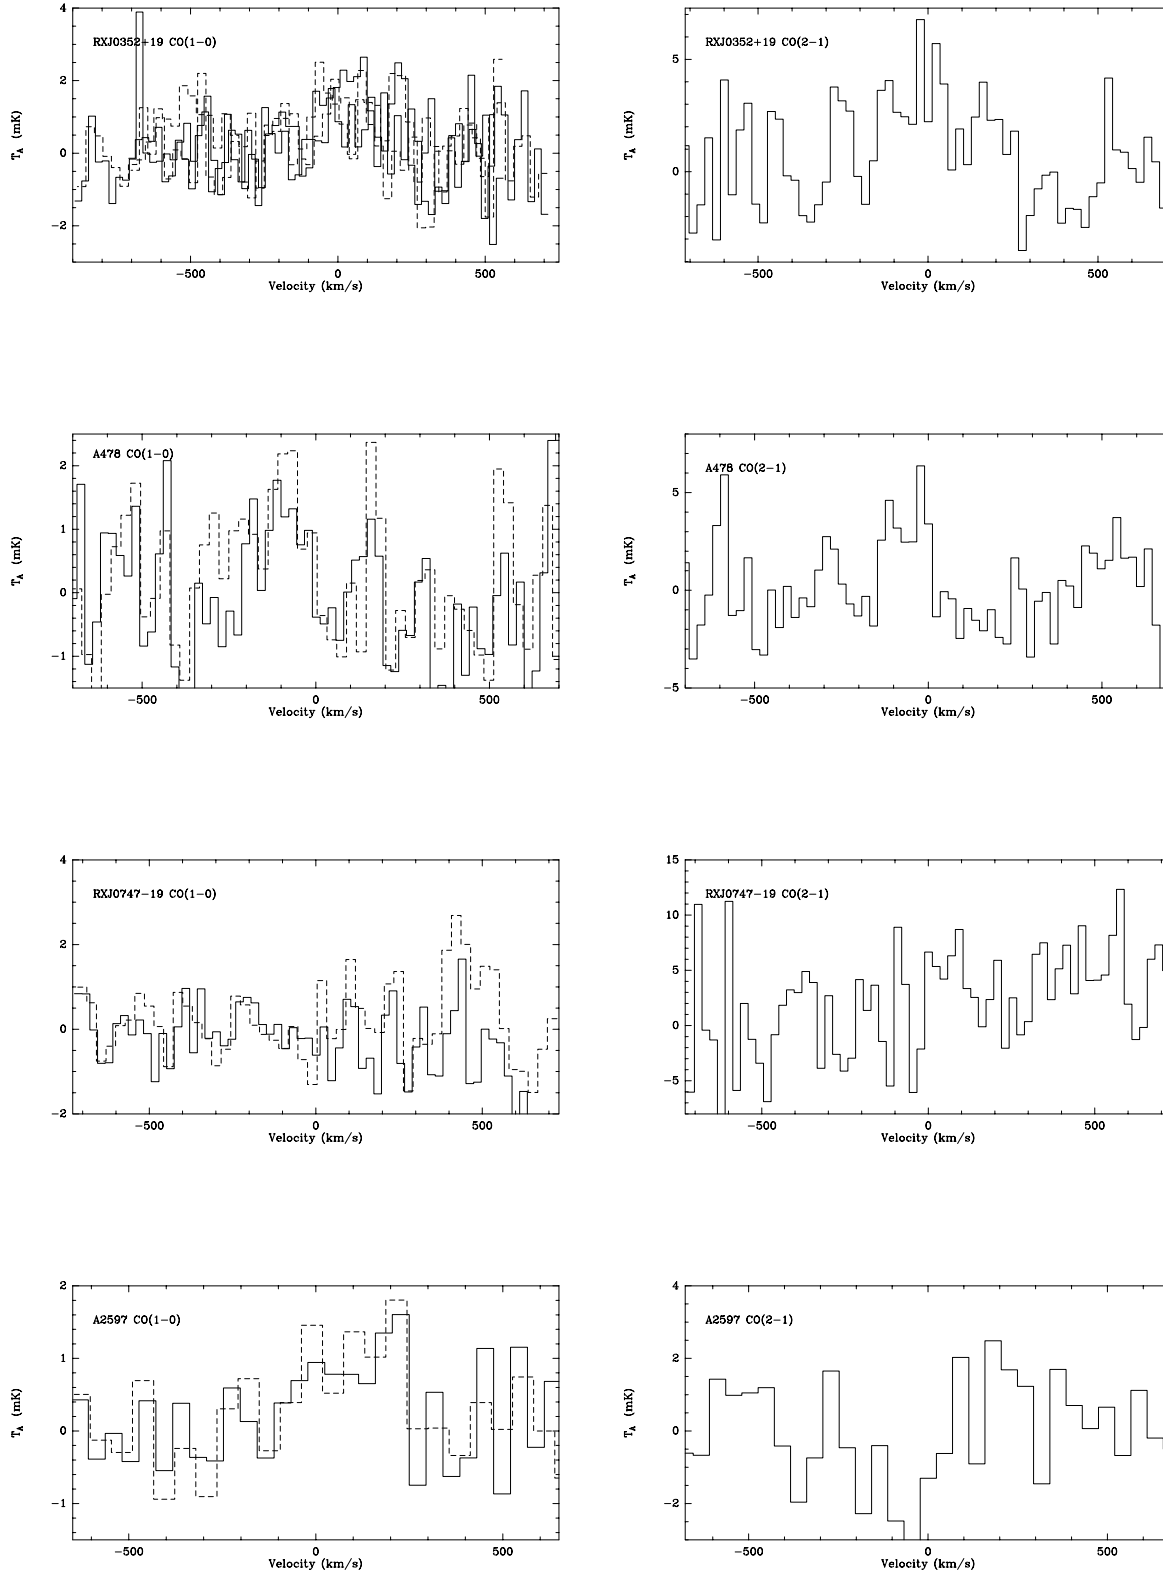 4
2
0
−2
RXJ0352+19 CO(1−0)
T_A (mK)
−500 0 500
Velocity (km/s)
5
0
RXJ0352+19 CO(2−1)
T_A (mK)
−500 0 500
Velocity (km/s)
2
1
0
−1
A478 CO(1−0)
T_A (mK)
−500 0 500
Velocity (km/s)
5
0
−5
A478 CO(2−1)
T_A (mK)
−500 0 500
Velocity (km/s)
4
2
0
−2
RXJ0747−19 CO(1−0)
T_A (mK)
−500 0 500
Velocity (km/s)
15
10
5
0
−5
RXJ0747−19 CO(2−1)
T_A (mK)
−500 0 500
Velocity (km/s)
2
1
0
−1
A2597 CO(1−0)
T_A (mK)
−500 0 500
Velocity (km/s)
4
2
0
−2
A2597 CO(2−1)
T_A (mK)
−500 0 500
Velocity (km/s)